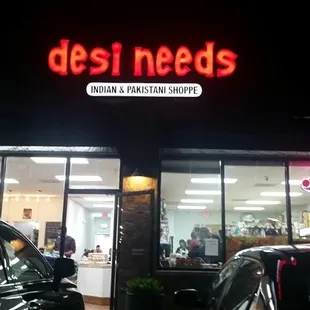 desi needs
INDIAN & PAKISTANI SHOPPE